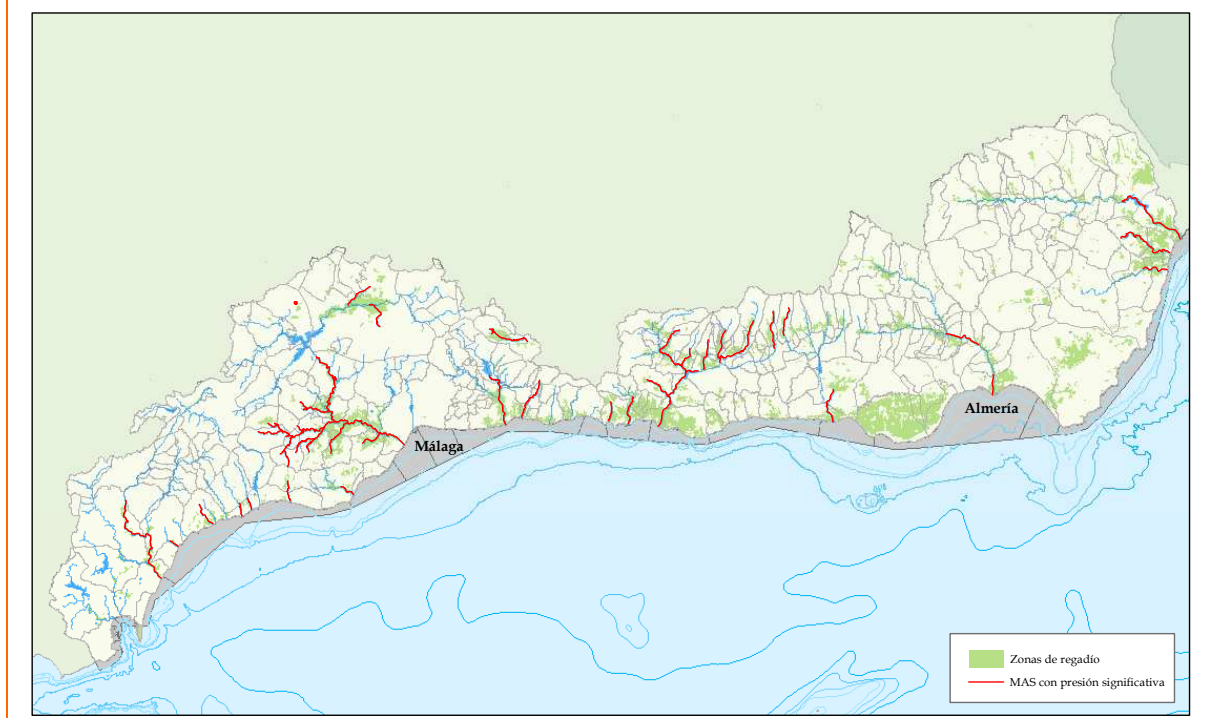 Almería
Málaga
Zonas de regadío
MAS con presión significativa